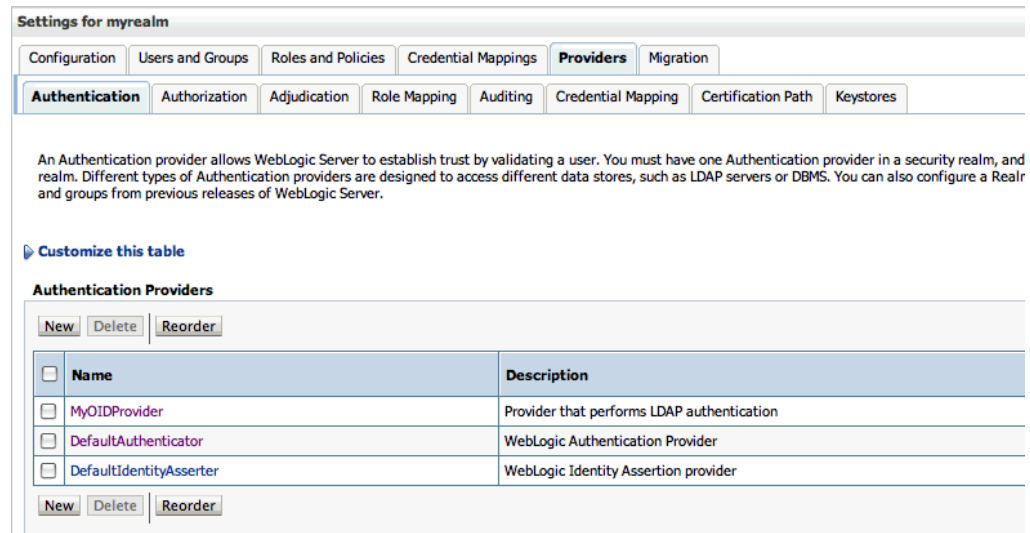 Settings for myrealm
Configuration Users and Groups Roles and Policies Credential Mappings Providers Migration
Authentication Authorization Adjudication Role Mapping Auditing Credential Mapping Certification Path Keystores
An Authentication provider allows WebLogic Server to establish trust by validating a user. You must have one Authentication provider in a security realm, and
realm. Different types of Authentication providers are designed to access different data stores, such as LDAP servers or DBMS. You can also configure a Realm
and groups from previous releases of WebLogic Server.
Customize this table
Authentication Providers
New Delete Reorder
Name Description
MyOIDProvider Provider that performs LDAP authentication
DefaultAuthenticator WebLogic Authentication Provider
DefaultIdentityAsserter WebLogic Identity Assertion provider
New Delete Reorder